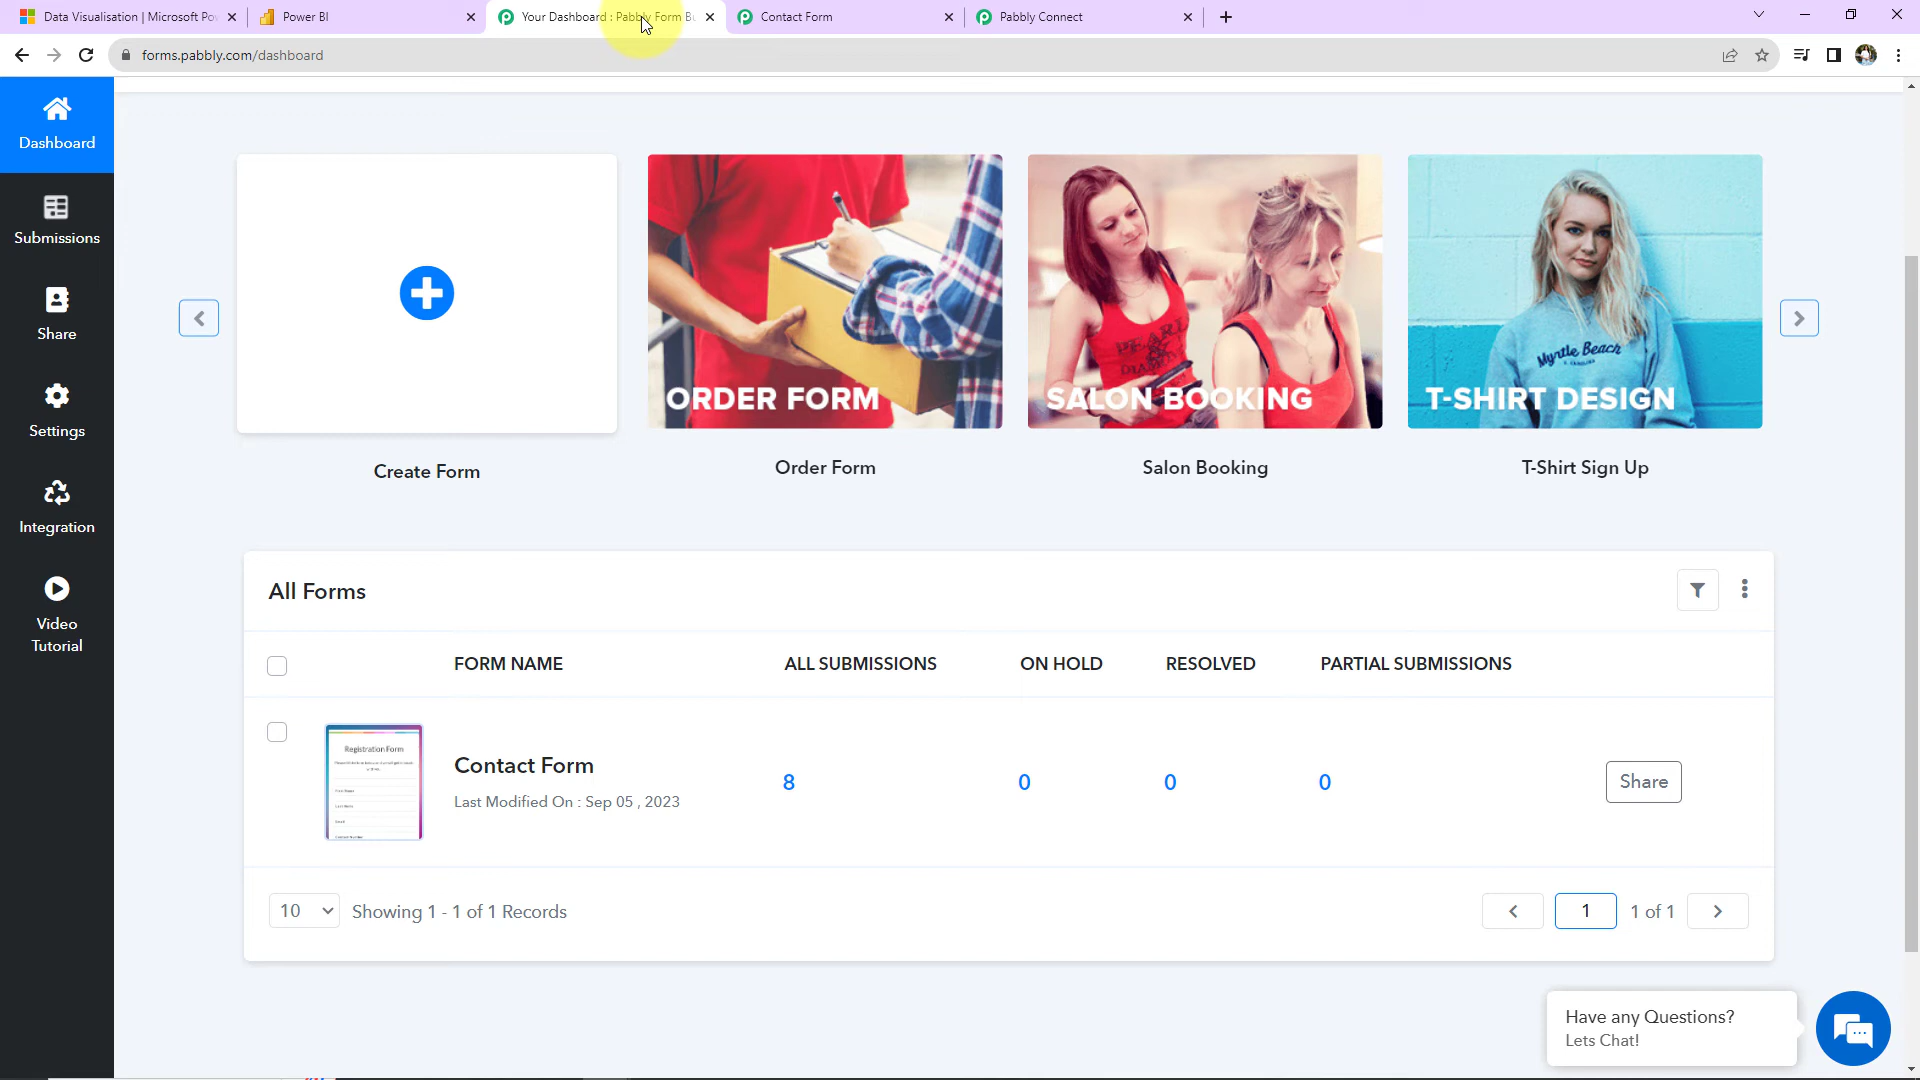 Data Visualisation | Microsoft Po
Power BI
Your Dashboard : Pabbly Form Bu
Contact Form
Pabbly Connect
forms.pabbly.com/dashboard
Dashboard
Submissions
Share
Settings
Integration
Video
Tutorial
ORDER FORM
SALON BOOKING
Myrtle Beach
T-SHIRT DESIGN
Create Form
Order Form
Salon Booking
T-Shirt Sign Up
All Forms
FORM NAME
ALL SUBMISSIONS
ON HOLD
RESOLVED
PARTIAL SUBMISSIONS
Registration Form
Contact Form
Last Modified On : Sep 05 , 2023
8
0
0
0
Share
10
Showing 1 - 1 of 1 Records
1
1 of 1
Have any Questions?
Lets Chat!